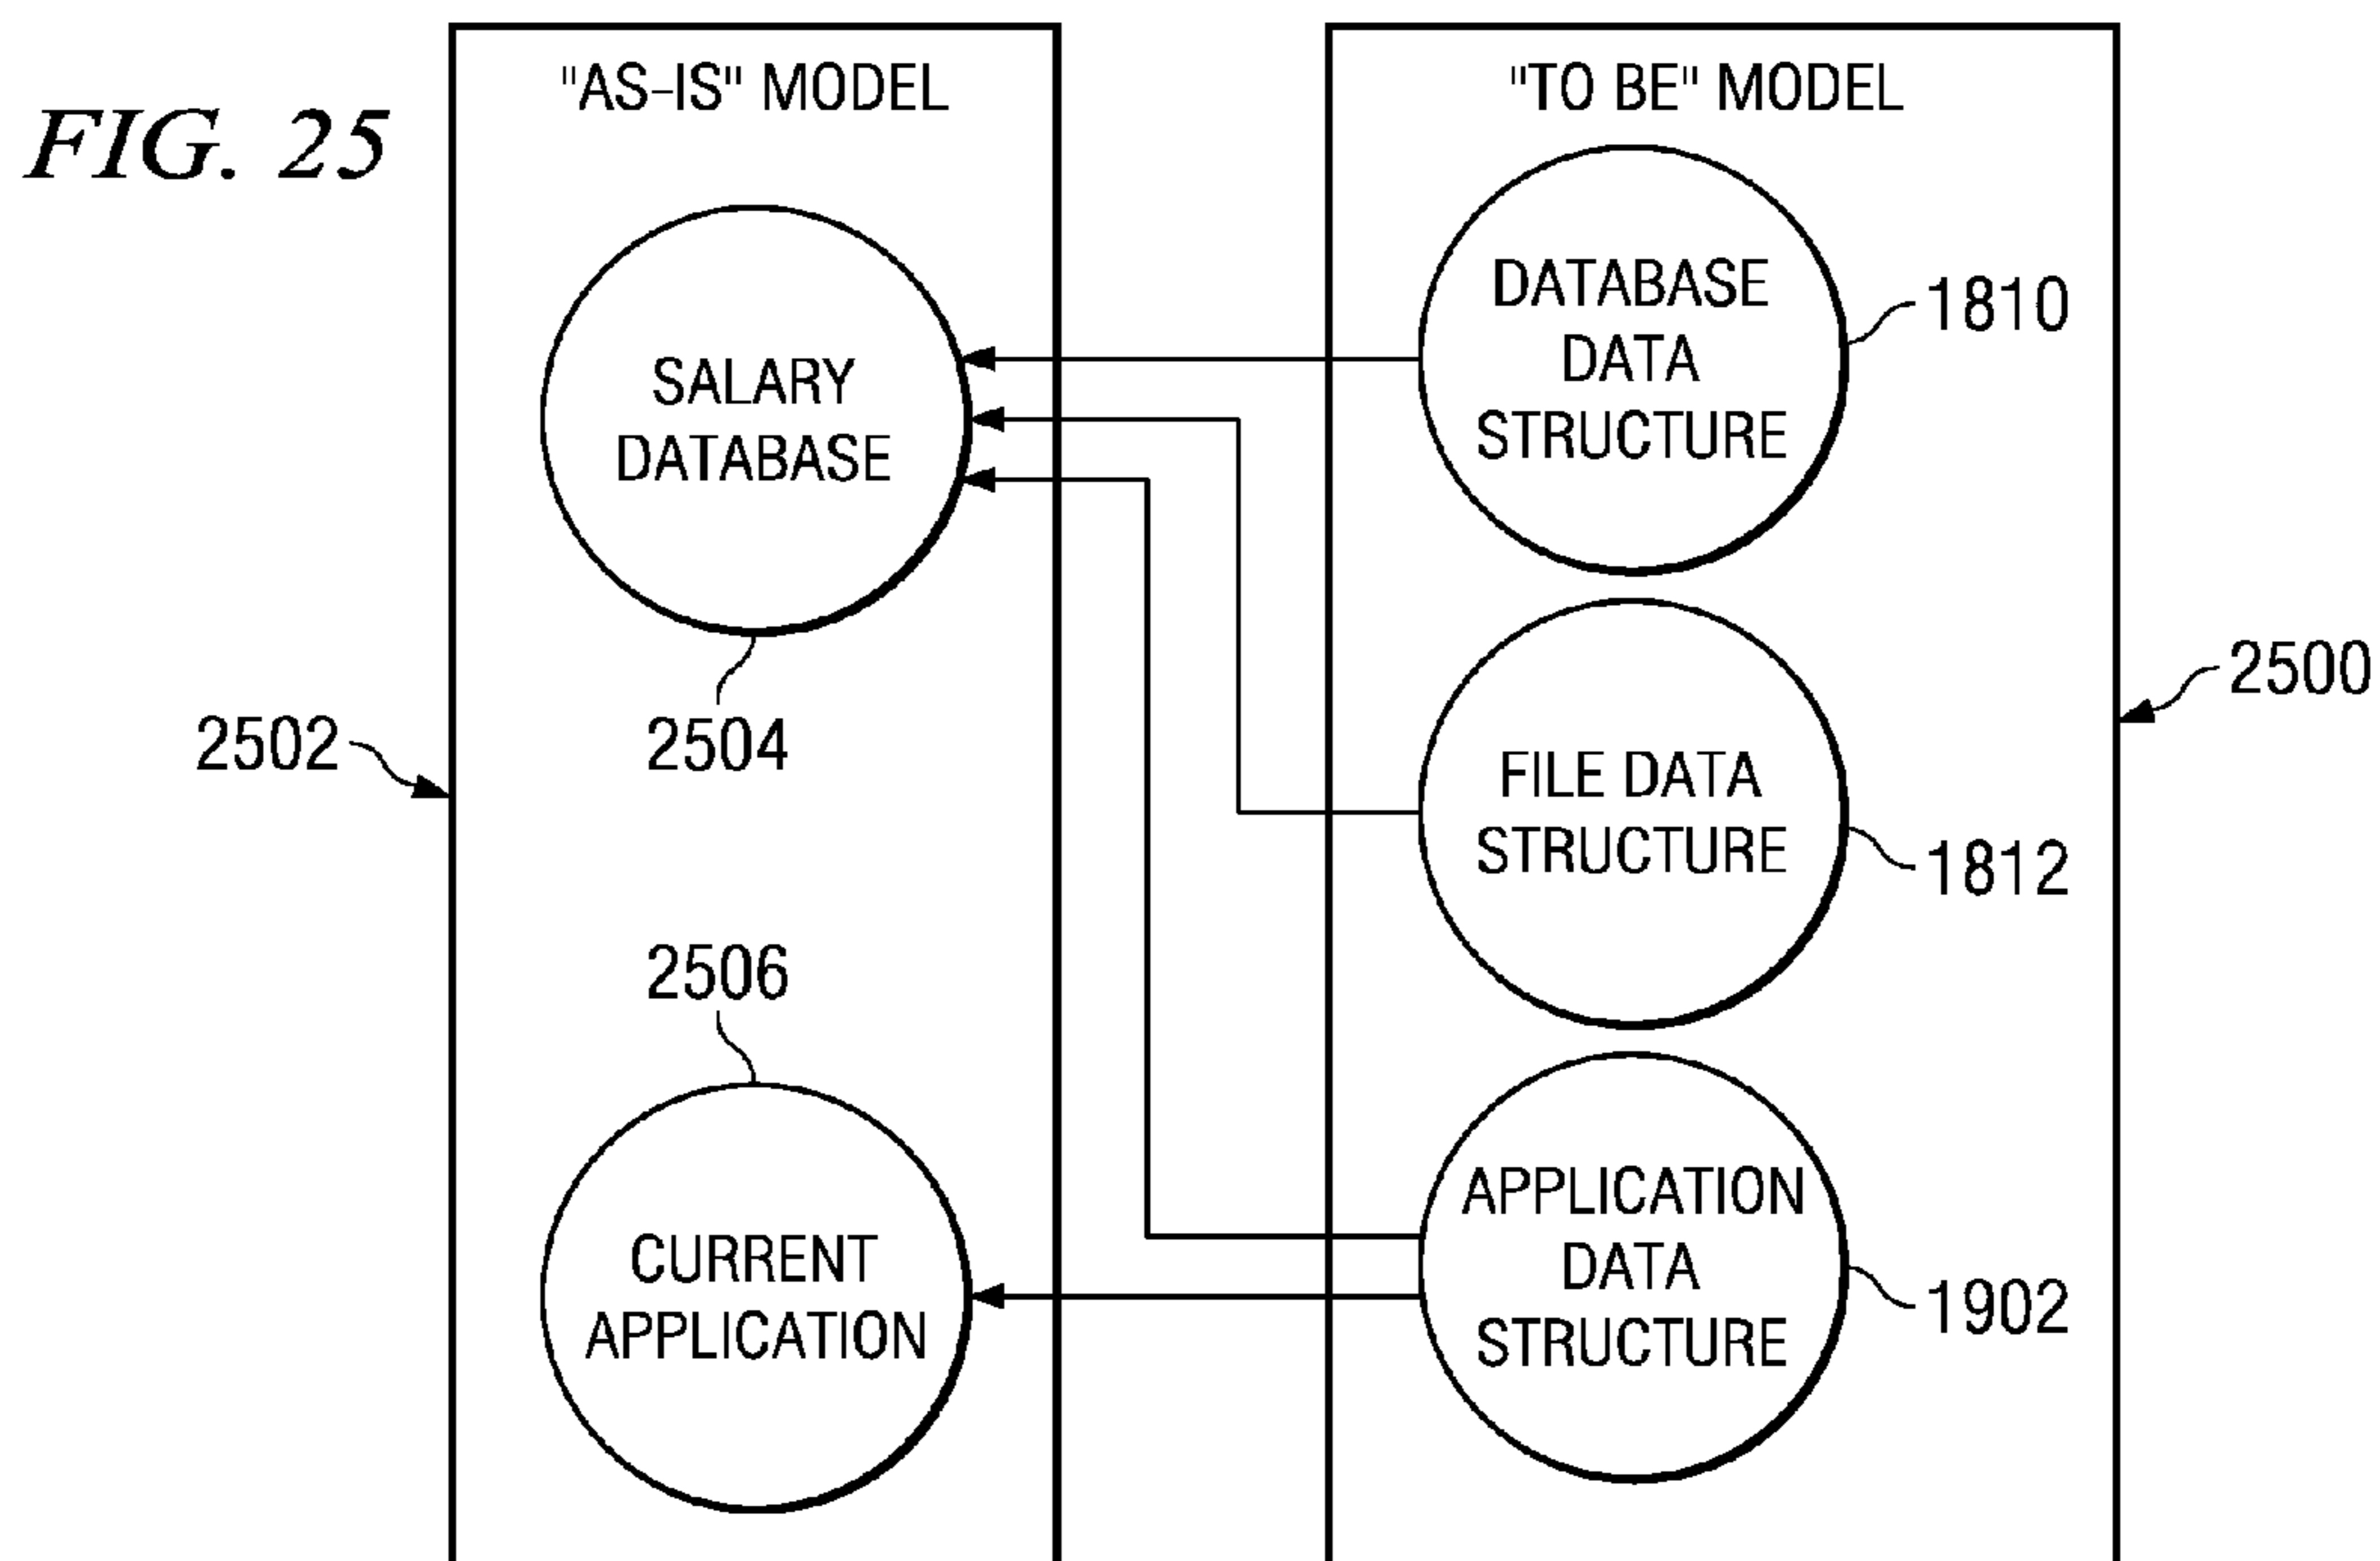 FIG. 25
"AS-IS" MODEL
SALARY
DATABASE
2504
2502
2506
CURRENT
APPLICATION
"TO BE" MODEL
DATABASE
DATA
STRUCTURE
1810
FILE DATA
STRUCTURE
1812
2500
APPLICATION
DATA
STRUCTURE
1902